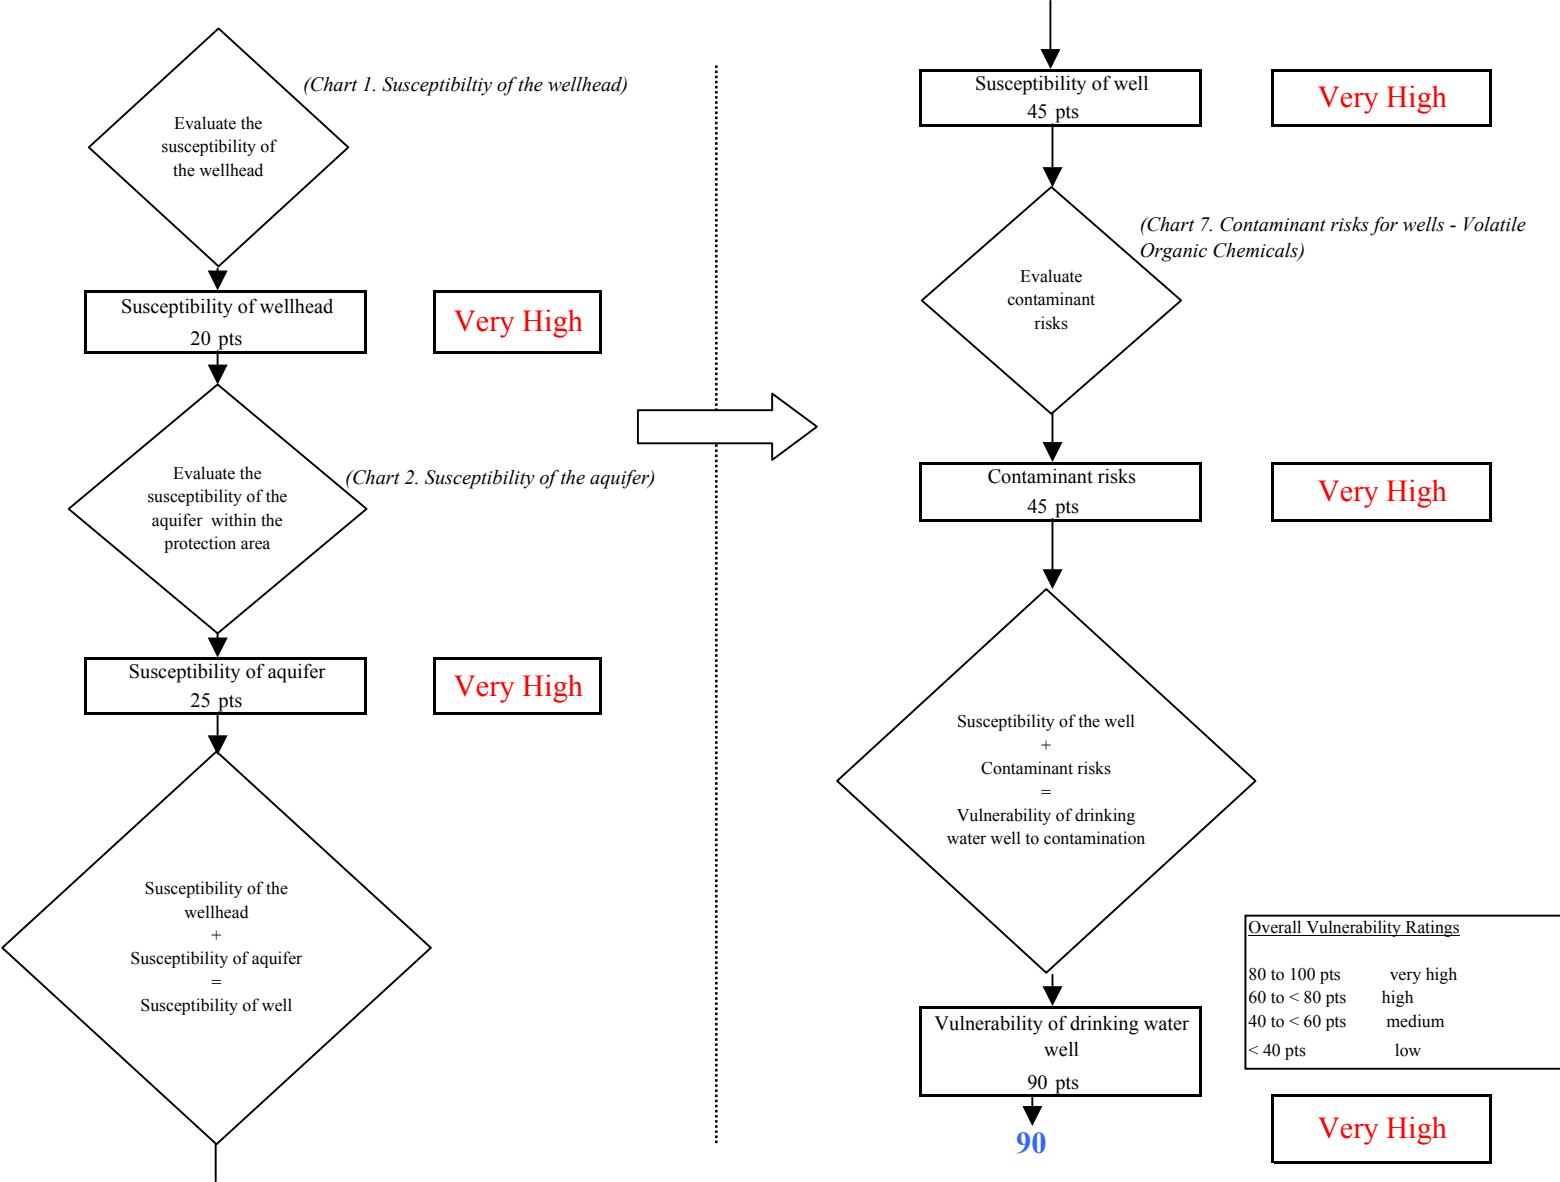 (Chart 1. Susceptibiltiy of the wellhead)
Evaluate the
susceptibility of
the wellhead
Susceptibility of wellhead
20 pts
Very High
Evaluate the
susceptibility of the
aquifer within the
protection area
(Chart 2. Susceptibility of the aquifer)
Susceptibility of aquifer
25 pts
Very High
Susceptibility of the
wellhead
+
Susceptibility of aquifer
=
Susceptibility of well
Susceptibility of well
45 pts
Very High
(Chart 7. Contaminant risks for wells - Volatile
Organic Chemicals)
Evaluate
contaminant
risks
Contaminant risks
45 pts
Very High
Susceptibility of the well
+
Contaminant risks
=
Vulnerability of drinking
water well to contamination
Vulnerability of drinking water
well
90 pts
90
Overall Vulnerability Ratings
80 to 100 pts very high
60 to < 80 pts high
40 to < 60 pts medium
< 40 pts low
Very High